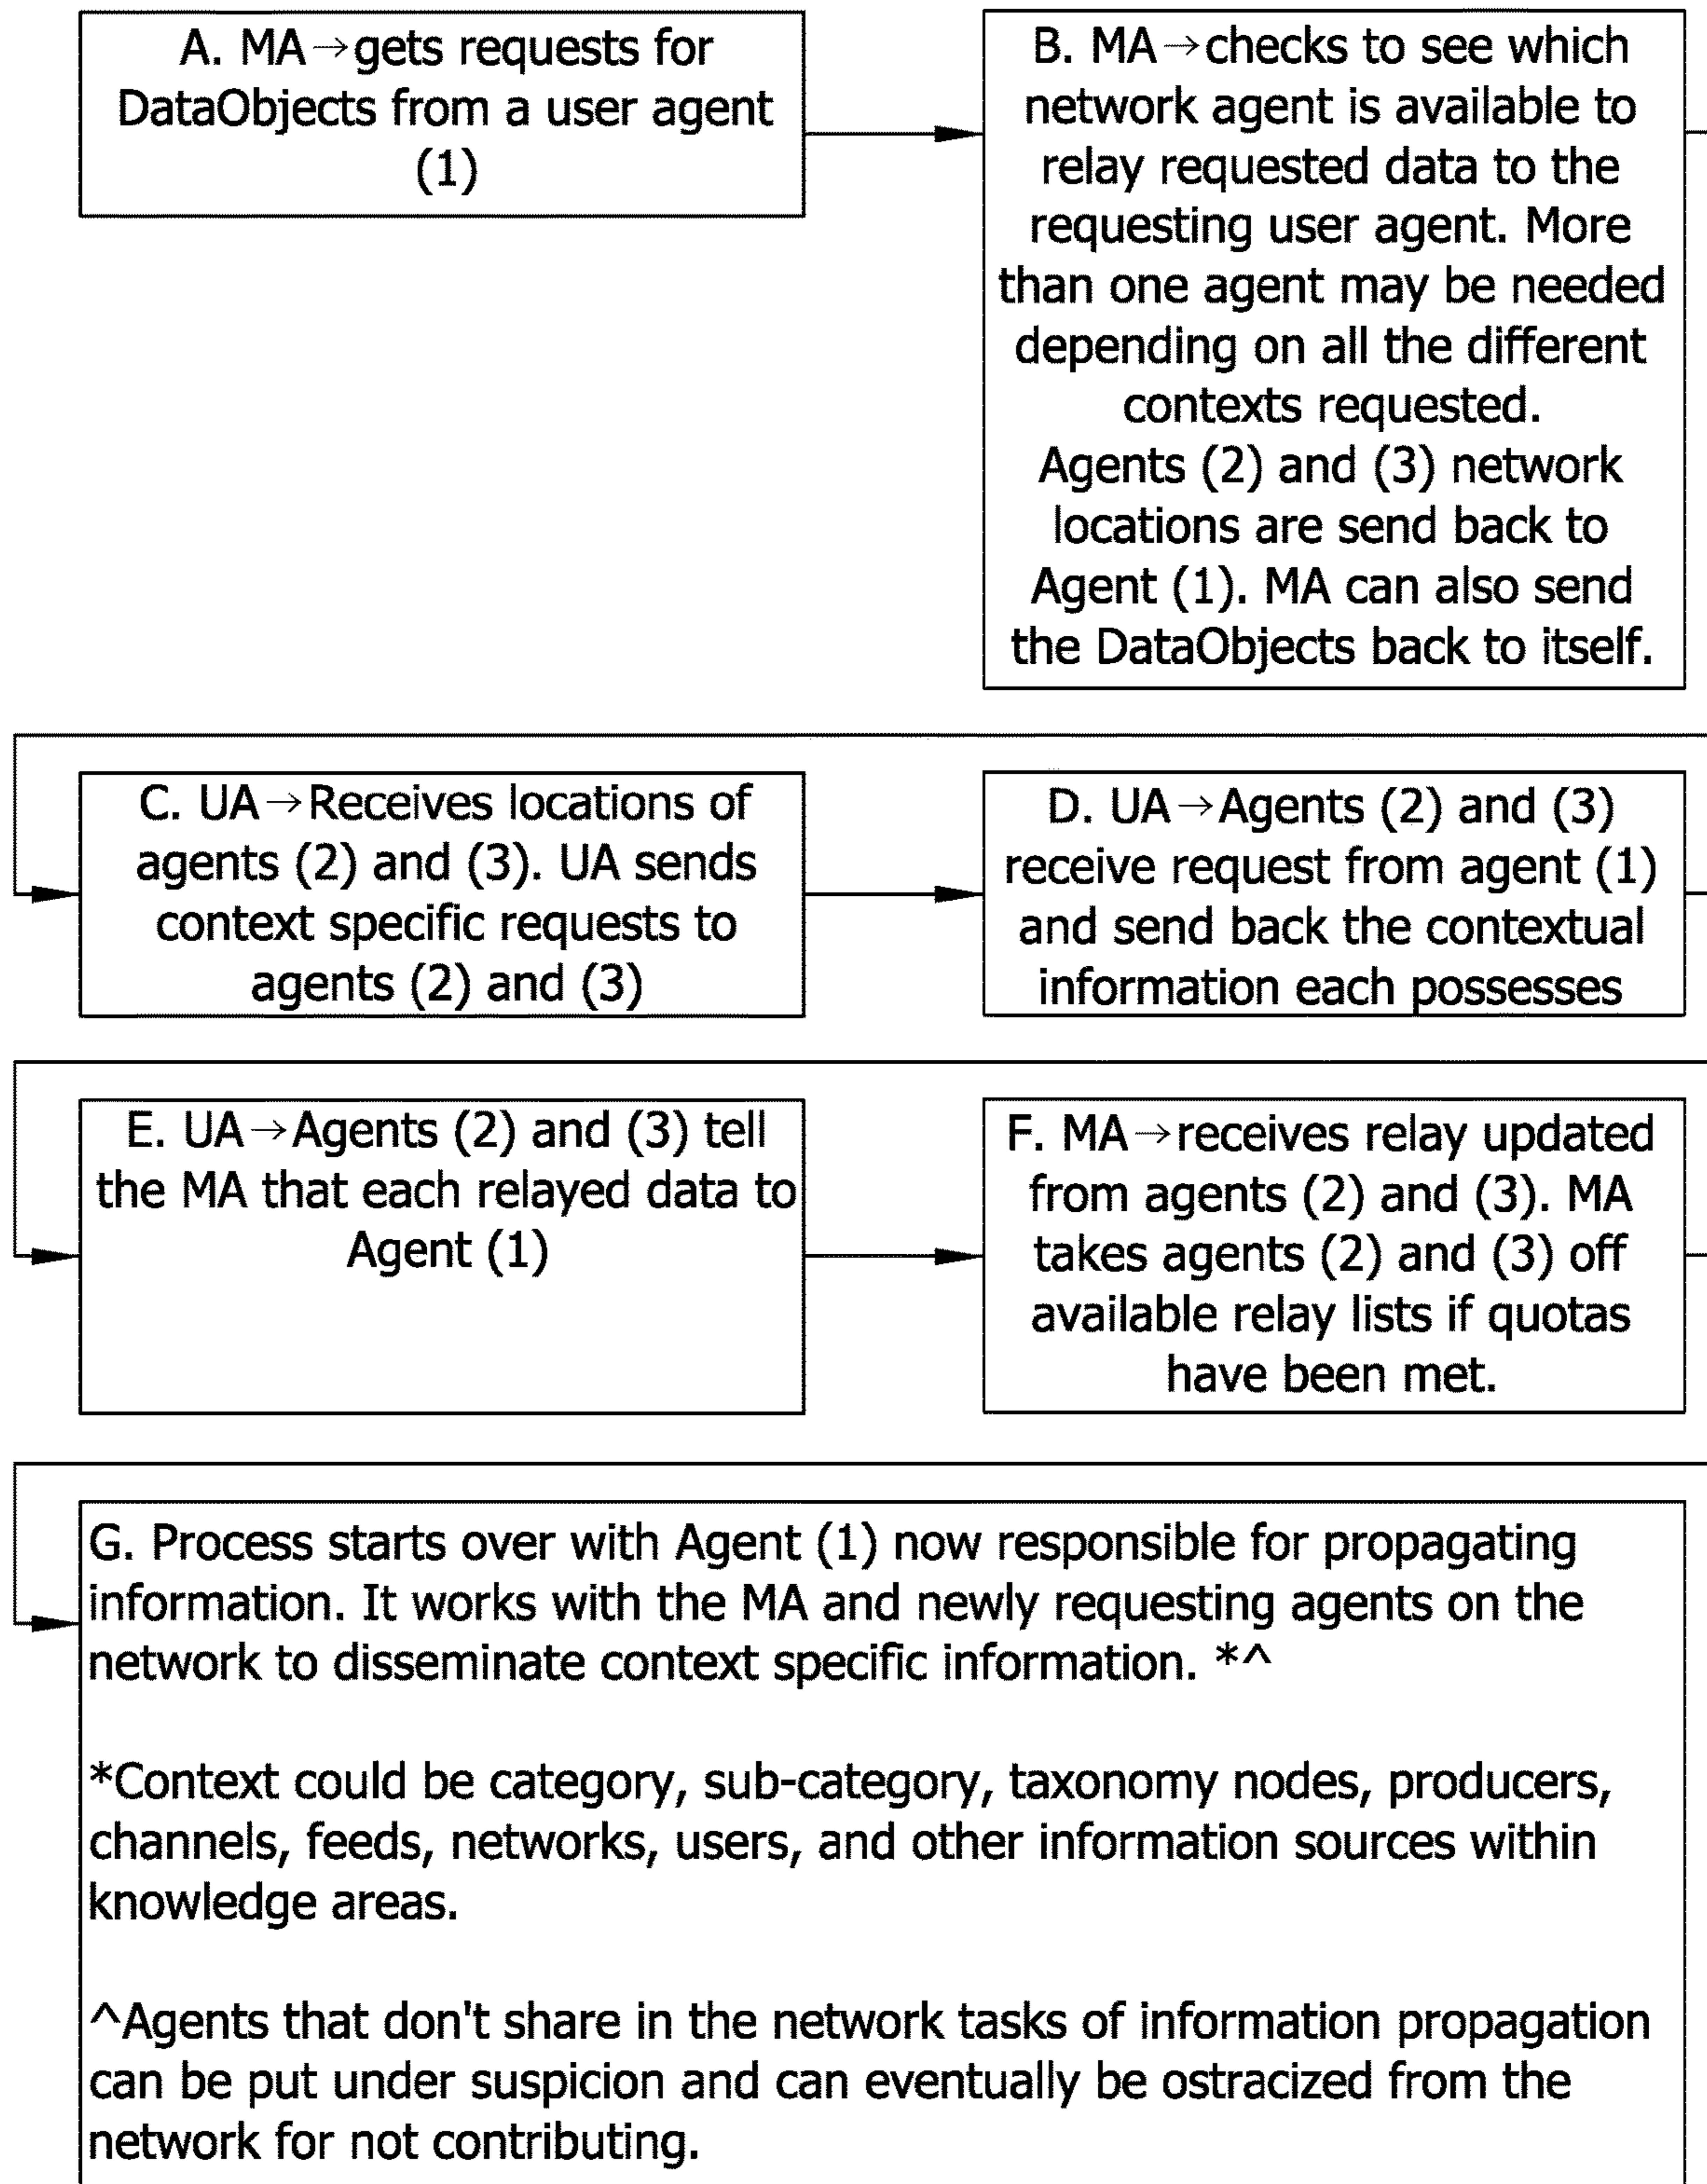 A. MA→gets requests for
DataObjects from a user agent
(1)
B. MA→checks to see which
network agent is available to
relay requested data to the
requesting user agent. More
than one agent may be needed
depending on all the different
contexts requested.
Agents (2) and (3) network
locations are send back to
Agent (1). MA can also send
the DataObjects back to itself.
C. UA→Receives locations of
agents (2) and (3). UA sends
context specific requests to
agents (2) and (3)
D. UA→Agents (2) and (3)
receive request from agent (1)
and send back the contextual
information each possesses
E. UA→Agents (2) and (3) tell
the MA that each relayed data to
Agent (1)
F. MA→receives relay updated
from agents (2) and (3). MA
takes agents (2) and (3) off
available relay lists if quotas
have been met.
G. Process starts over with Agent (1) now responsible for propagating
information. It works with the MA and newly requesting agents on the
network to disseminate context specific information. *^
*Context could be category, sub-category, taxonomy nodes, producers,
channels, feeds, networks, users, and other information sources within
knowledge areas.
^Agents that don't share in the network tasks of information propagation
can be put under suspicion and can eventually be ostracized from the
network for not contributing.